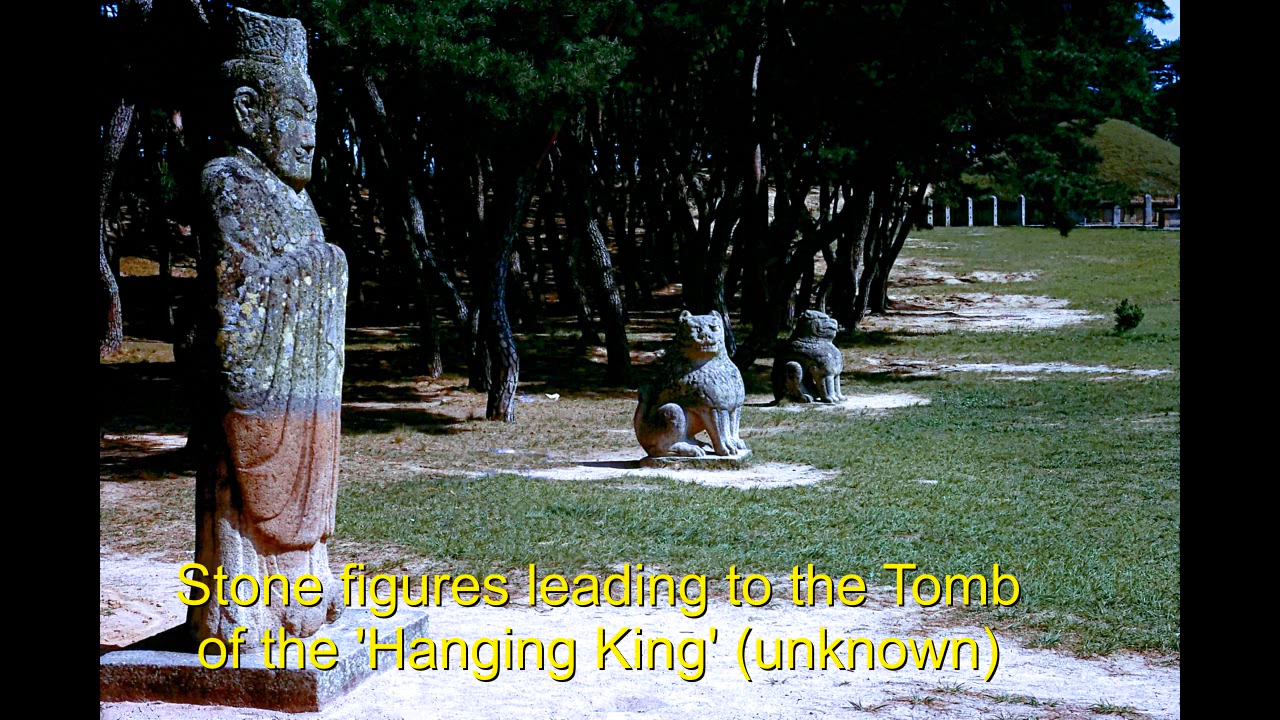 Stone figures leading to the Tomb
of the 'Hanging King' (unknown)